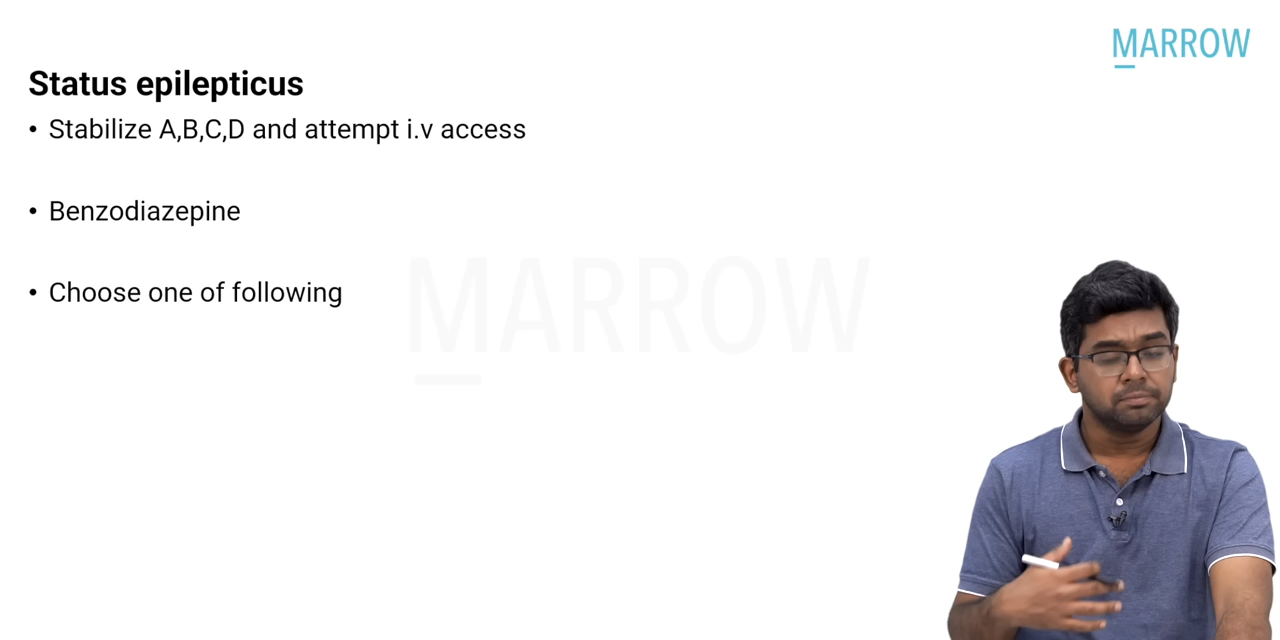 MARROW
Status epilepticus
• Stabilize A,B,C,D and attempt i.v access
• Benzodiazepine
• Choose one of following
MARROW